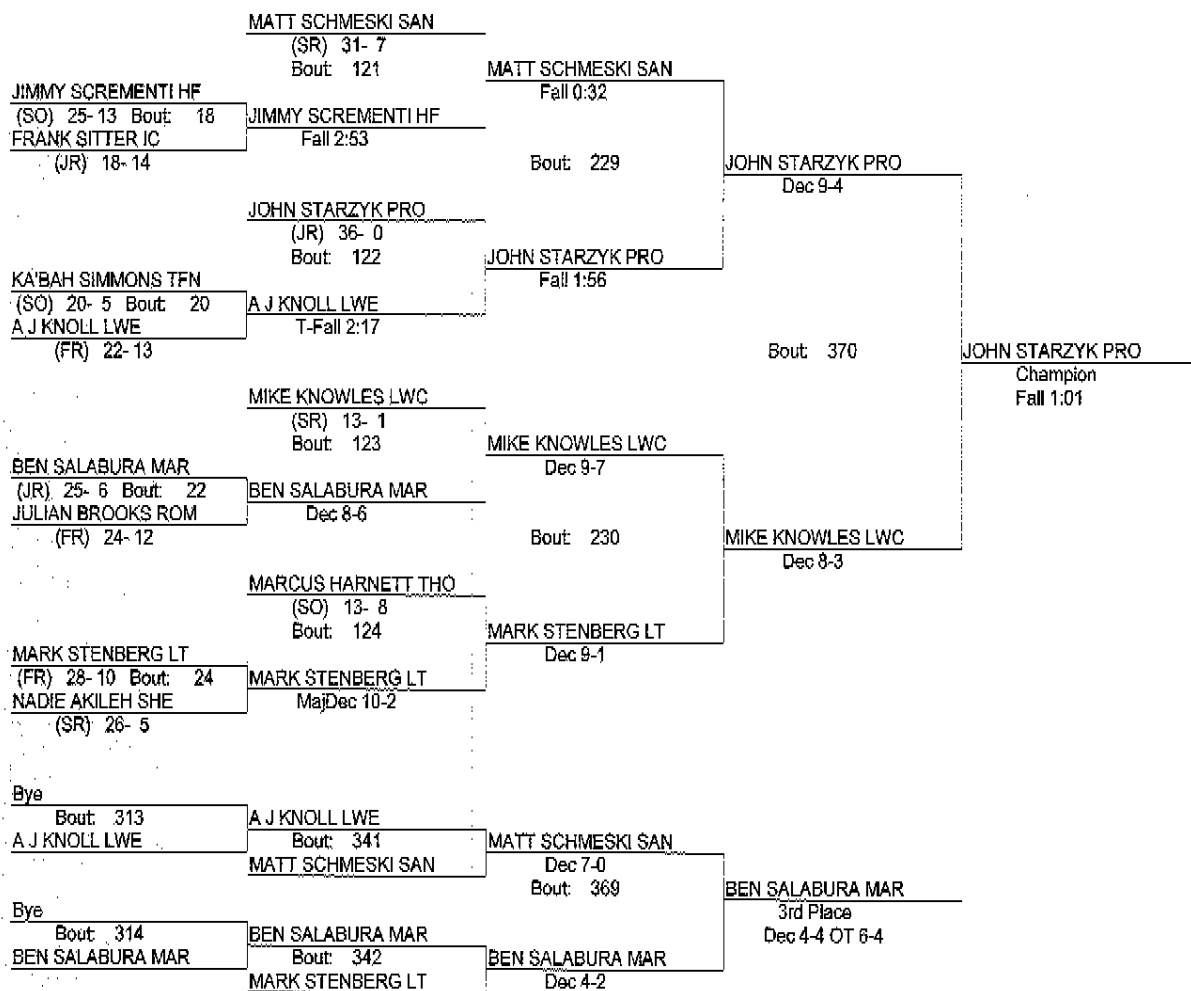 MATT SCHMESKI SAN
(SR) 31- 7
Bout: 121
MATT SCHMESKI SAN
Fall 0:32
JIMMY SCREMENTI HF
(SO) 25- 13 Bout: 18
JIMMY SCREMENTI HF
FRANK SITTER IC
Fall 2:53
(JR) 18- 14
Bout: 229
JOHN STARZYK PRO
Dec 9-4
JOHN STARZYK PRO
(JR) 36- 0
Bout: 122
JOHN STARZYK PRO
Fall 1:56
KA'BAH SIMMONS TFN
(SO) 20- 5 Bout: 20
A J KNOLL LWE
A J KNOLL LWE
T-Fall 2:17
(FR) 22- 13
Bout: 370
JOHN STARZYK PRO
Champion
Fall 1:01
MIKE KNOWLES LWC
(SR) 13- 1
Bout: 123
MIKE KNOWLES LWC
Dec 9-7
BEN SALABURA MAR
(JR) 25- 6 Bout: 22
BEN SALABURA MAR
JULIAN BROOKS ROM
Dec 8-6
(FR) 24- 12
Bout: 230
MIKE KNOWLES LWC
Dec 8-3
MARCUS HARNETT THO
(SO) 13- 8
Bout: 124
MARK STENBERG LT
Dec 9-1
MARK STENBERG LT
(FR) 28- 10 Bout: 24
MARK STENBERG LT
NADIE AKILEH SHE
MajDec 10-2
(SR) 26- 5
Bye
Bout: 313
A J KNOLL LWE
A J KNOLL LWE
Bout: 341
MATT SCHMESKI SAN
MATT SCHMESKI SAN
Dec 7-0
Bout: 369
BEN SALABURA MAR
3rd Place
Dec 4-4 OT 6-4
Bye
Bout: 314
BEN SALABURA MAR
BEN SALABURA MAR
Bout: 342
MARK STENBERG LT
BEN SALABURA MAR
Dec 4-2